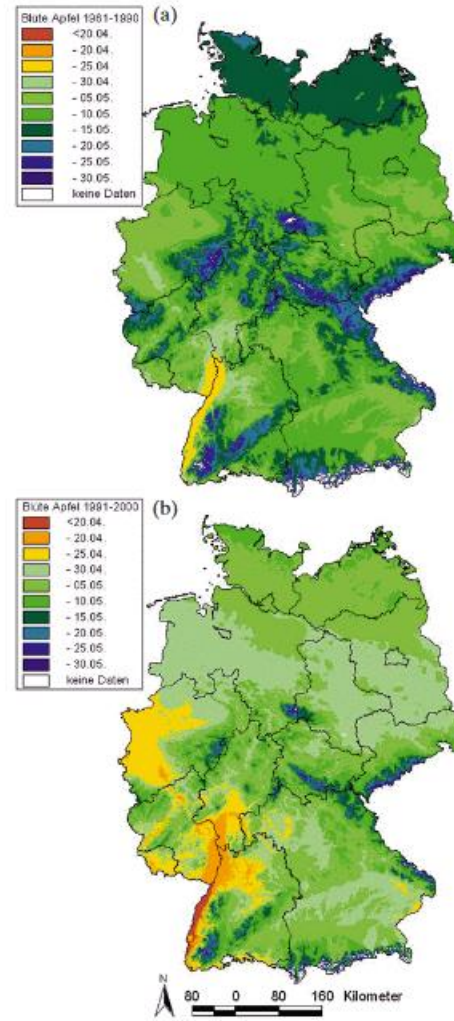 Blüte Apfel 1981-1990
(a)
<20.04.
- 20.04.
- 25.04
- 30.04.
- 05.05.
- 10.05.
- 15.05.
- 20.05.
- 25.05.
- 30.05.
keine Daten
Blüte Apfel 1991-2000
(b)
<20.04.
- 20.04.
- 25.04.
- 30.04.
- 05.05.
- 10.05.
- 15.05.
- 20.05.
- 25.05.
- 30.05.
keine Daten
N
80 0 80 160 Kilometer